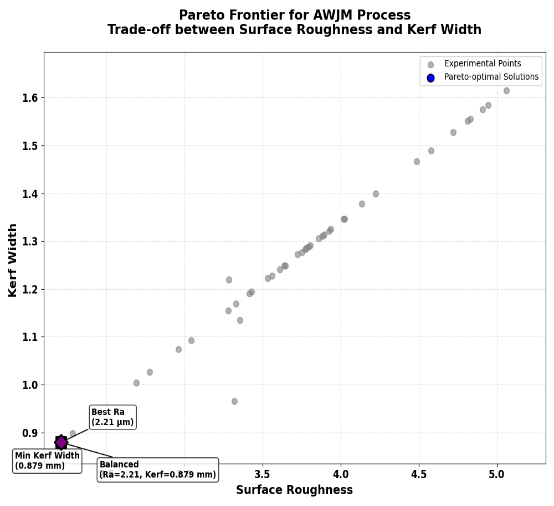 Pareto Frontier for AWJM Process
Trade-off between Surface Roughness and Kerf Width
Experimental Points
Pareto-optimal Solutions
1.6
1.5
1.4
1.3
1.2
1.1
1.0
0.9
Kerf Width
Best Ra
(2.21 µm)
Min Kerf Width
(0.879 mm)
Balanced
(Ra=2.21, Kerf=0.879 mm)
3.5 4.0 4.5 5.0
Surface Roughness